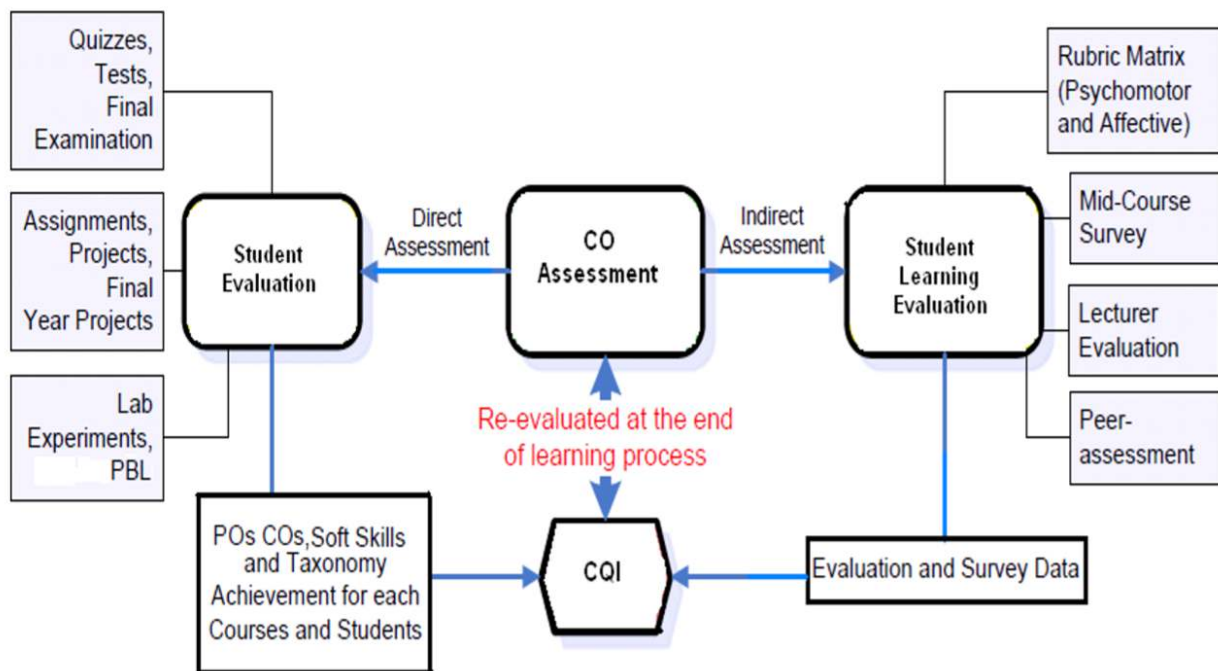 Quizzes,
Tests,
Final
Examination
Assignments,
Projects,
Final
Year Projects
Lab
Experiments,
PBL
Student
Evaluation
Direct
Assessment
CO
Assessment
Indirect
Assessment
Student
Learning
Evaluation
Rubric Matrix
(Psychomotor
and Affective)
Mid-Course
Survey
Lecturer
Evaluation
Peer-
assessment
Re-evaluated at the end
of learning process
POs COs,Soft Skills
and Taxonomy
Achievement for each
Courses and Students
CQI
Evaluation and Survey Data